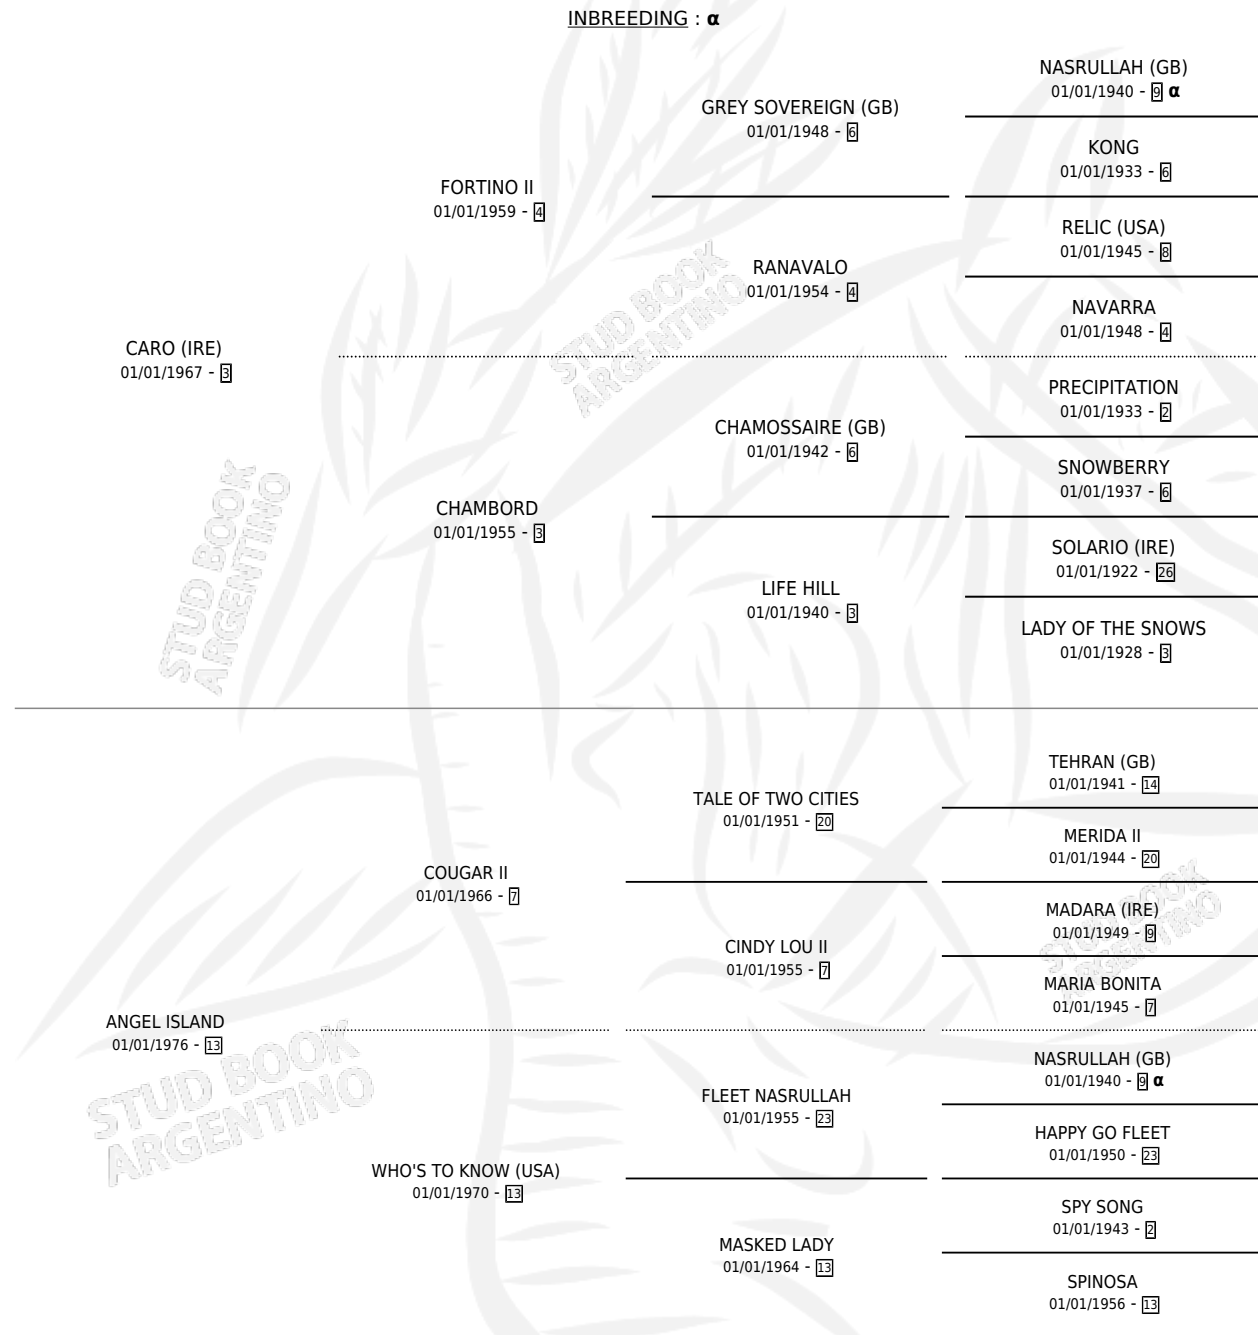 INBREEDING : α
NASRULLAH (GB)
01/01/1940 - 9 α
GREY SOVEREIGN (GB)
01/01/1948 - 6
KONG
01/01/1933 - 6
FORTINO II
01/01/1959 - 4
RELIC (USA)
01/01/1945 - 8
RANAVALO
01/01/1954 - 4
NAVARRA
01/01/1948 - 4
CARO (IRE)
01/01/1967 - 3
PRECIPITATION
01/01/1933 - 2
CHAMOSSAIRE (GB)
01/01/1942 - 6
SNOWBERRY
01/01/1937 - 6
CHAMBORD
01/01/1955 - 3
SOLARIO (IRE)
01/01/1922 - 26
LIFE HILL
01/01/1940 - 3
LADY OF THE SNOWS
01/01/1928 - 3
TEHRAN (GB)
01/01/1941 - 14
TALE OF TWO CITIES
01/01/1951 - 20
MERIDA II
01/01/1944 - 20
COUGAR II
01/01/1966 - 7
MADARA (IRE)
01/01/1949 - 9
CINDY LOU II
01/01/1955 - 7
MARIA BONITA
01/01/1945 - 7
ANGEL ISLAND
01/01/1976 - 13
NASRULLAH (GB)
01/01/1940 - 9 α
FLEET NASRULLAH
01/01/1955 - 23
HAPPY GO FLEET
01/01/1950 - 23
WHO'S TO KNOW (USA)
01/01/1970 - 13
SPY SONG
01/01/1943 - 2
MASKED LADY
01/01/1964 - 13
SPINOSA
01/01/1956 - 13
STUD BOOK
ARGENTINO
STUD BOOK
ARGENTINO
STUD BOOK
ARGENTINO
STUD BOOK
ARGENTINO